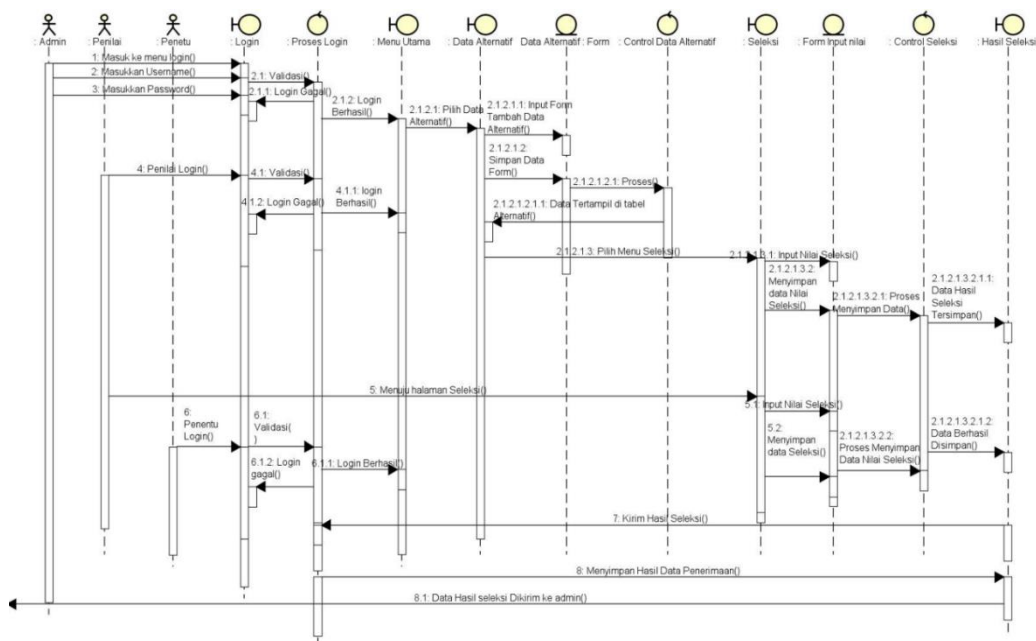 : Admin
: Penilai
: Penetu
: Login
: Proses Login
: Menu Utama
: Data Alternatif
Data Alternatif : Form
: Control Data Alternatif
: Seleksi
: Form Input nilai
: Control Seleksi
: Hasil Seleksi
1: Masuk ke menu login()
2: Masukkan Username()
2.1: Validasi()
3: Masukkan Password()
2.1.1: Login Gagal()
2.1.2: Login
Berhasil()
2.1.2.1: Pilih Data
Alternatif()
2.1.2.1.1: Input Form
Tambah Data
Alternatif()
2.1.2.1.2:
Simpan Data
Form()
4: Penilai Login()
4.1: Validasi()
2.1.2.1.2.1: Proses()
4.1.1: login
Berhasil()
4.1.2: Login Gagal()
2.1.2.1.2.1.1: Data Tertampil di tabel
Alternatif()
2.1.2.1.3: Pilih Menu Seleksi()
2.1.2.1.3.1: Input Nilai Seleksi()
2.1.2.1.3.2:
Menyimpan
data Nilai
Seleksi()
2.1.2.1.3.2.1: Proses
Menyimpan Data()
2.1.2.1.3.2.1.1:
Data Hasil
Seleksi
Tersimpan()
5: Menuju halaman Seleksi()
5.1: Input Nilai Seleksi()
6:
Penentu
Login()
6.1:
Validasi(
)
5.2:
Menyimpan
data Seleksi()
2.1.2.1.3.2.2:
Proses Menyimpan
Data Nilai Seleksi()
2.1.2.1.3.2.1.2:
Data Berhasil
Disimpan()
6.1.2: Login
gagal()
6.1.1: Login Berhasil()
7: Kirim Hasil Seleksi()
8: Menyimpan Hasil Data Penerimaan()
8.1: Data Hasil seleksi Dikirim ke admin()